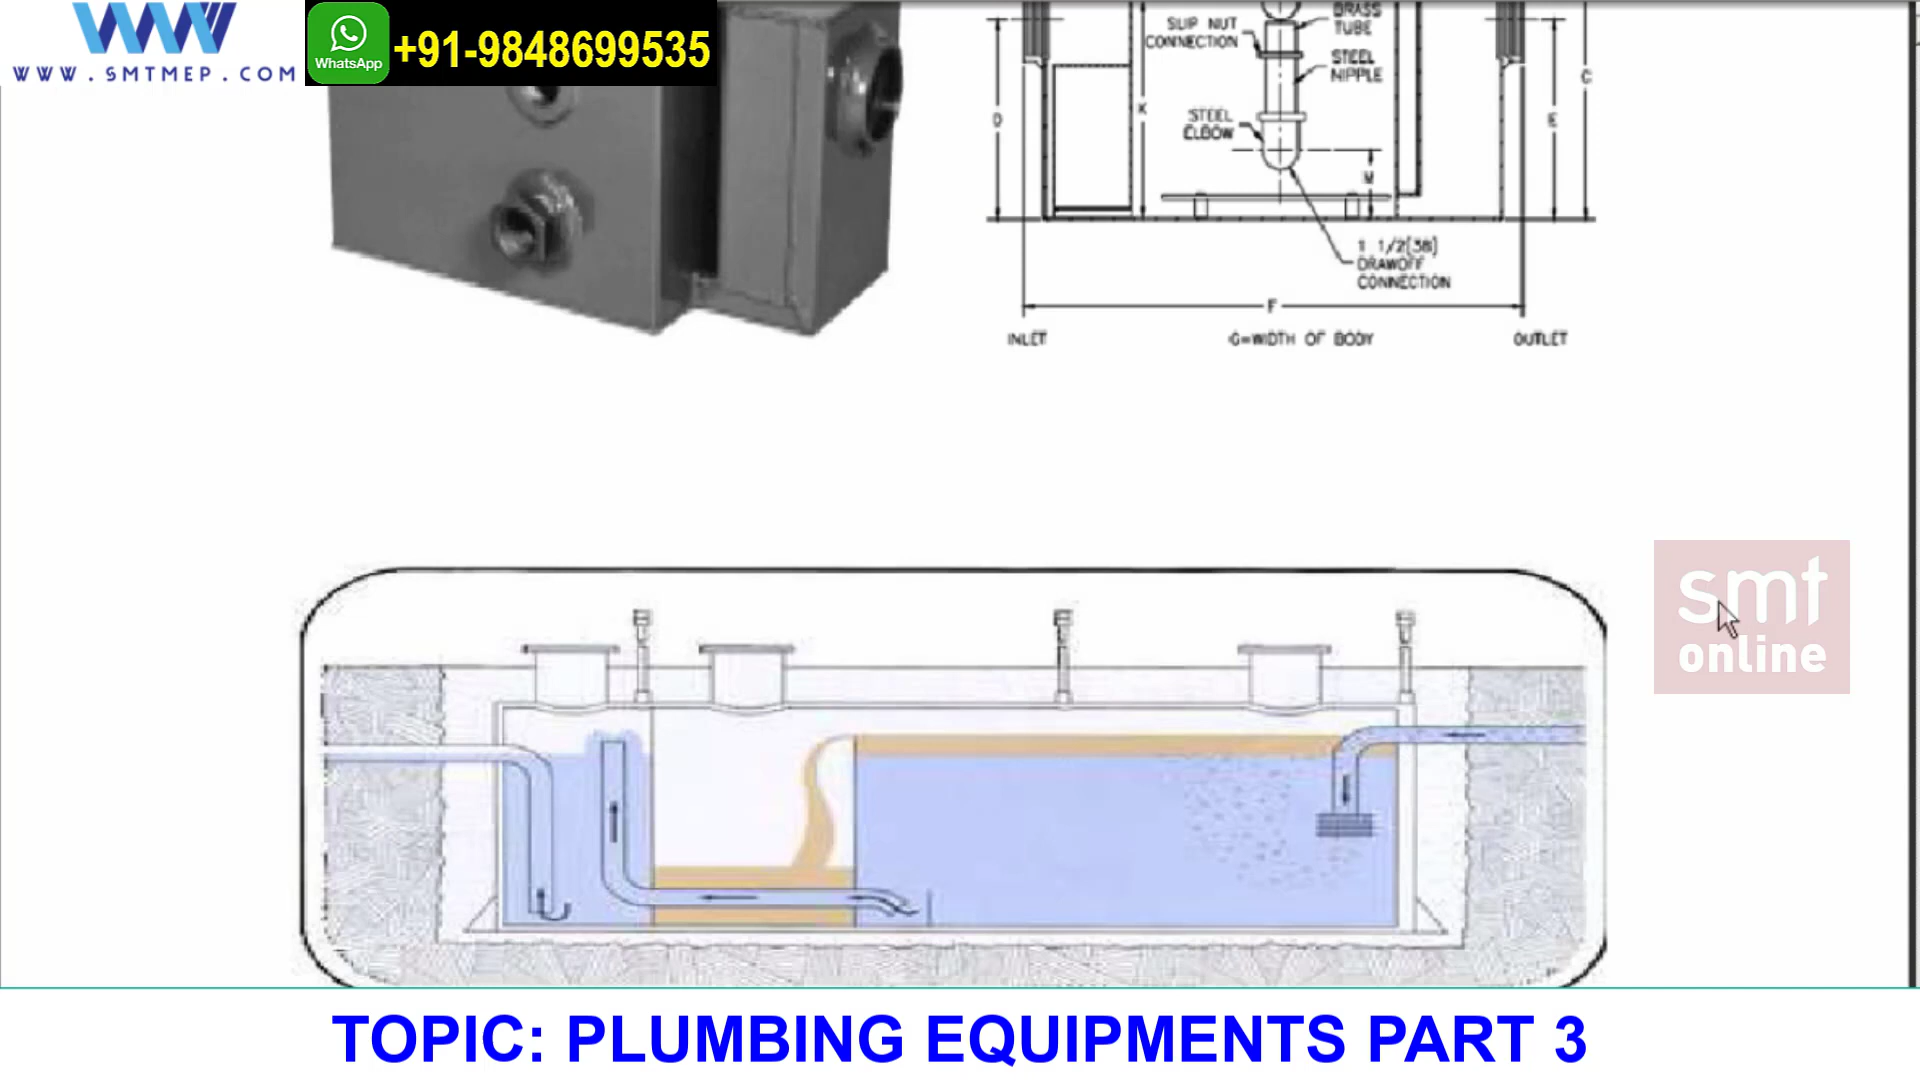 WWW.SMTMEP.COM
WhatsApp
+91-9848699535
SLIP NUT
CONNECTION
BRASS
TUBE
STEEL
NIPPLE
STEEL
ELBOW
D
K
M
E
C
1 1/2(38)
DRAWOFF
CONNECTION
F
INLET
G=WIDTH OF BODY
OUTLET
smt
online
TOPIC: PLUMBING EQUIPMENTS PART 3